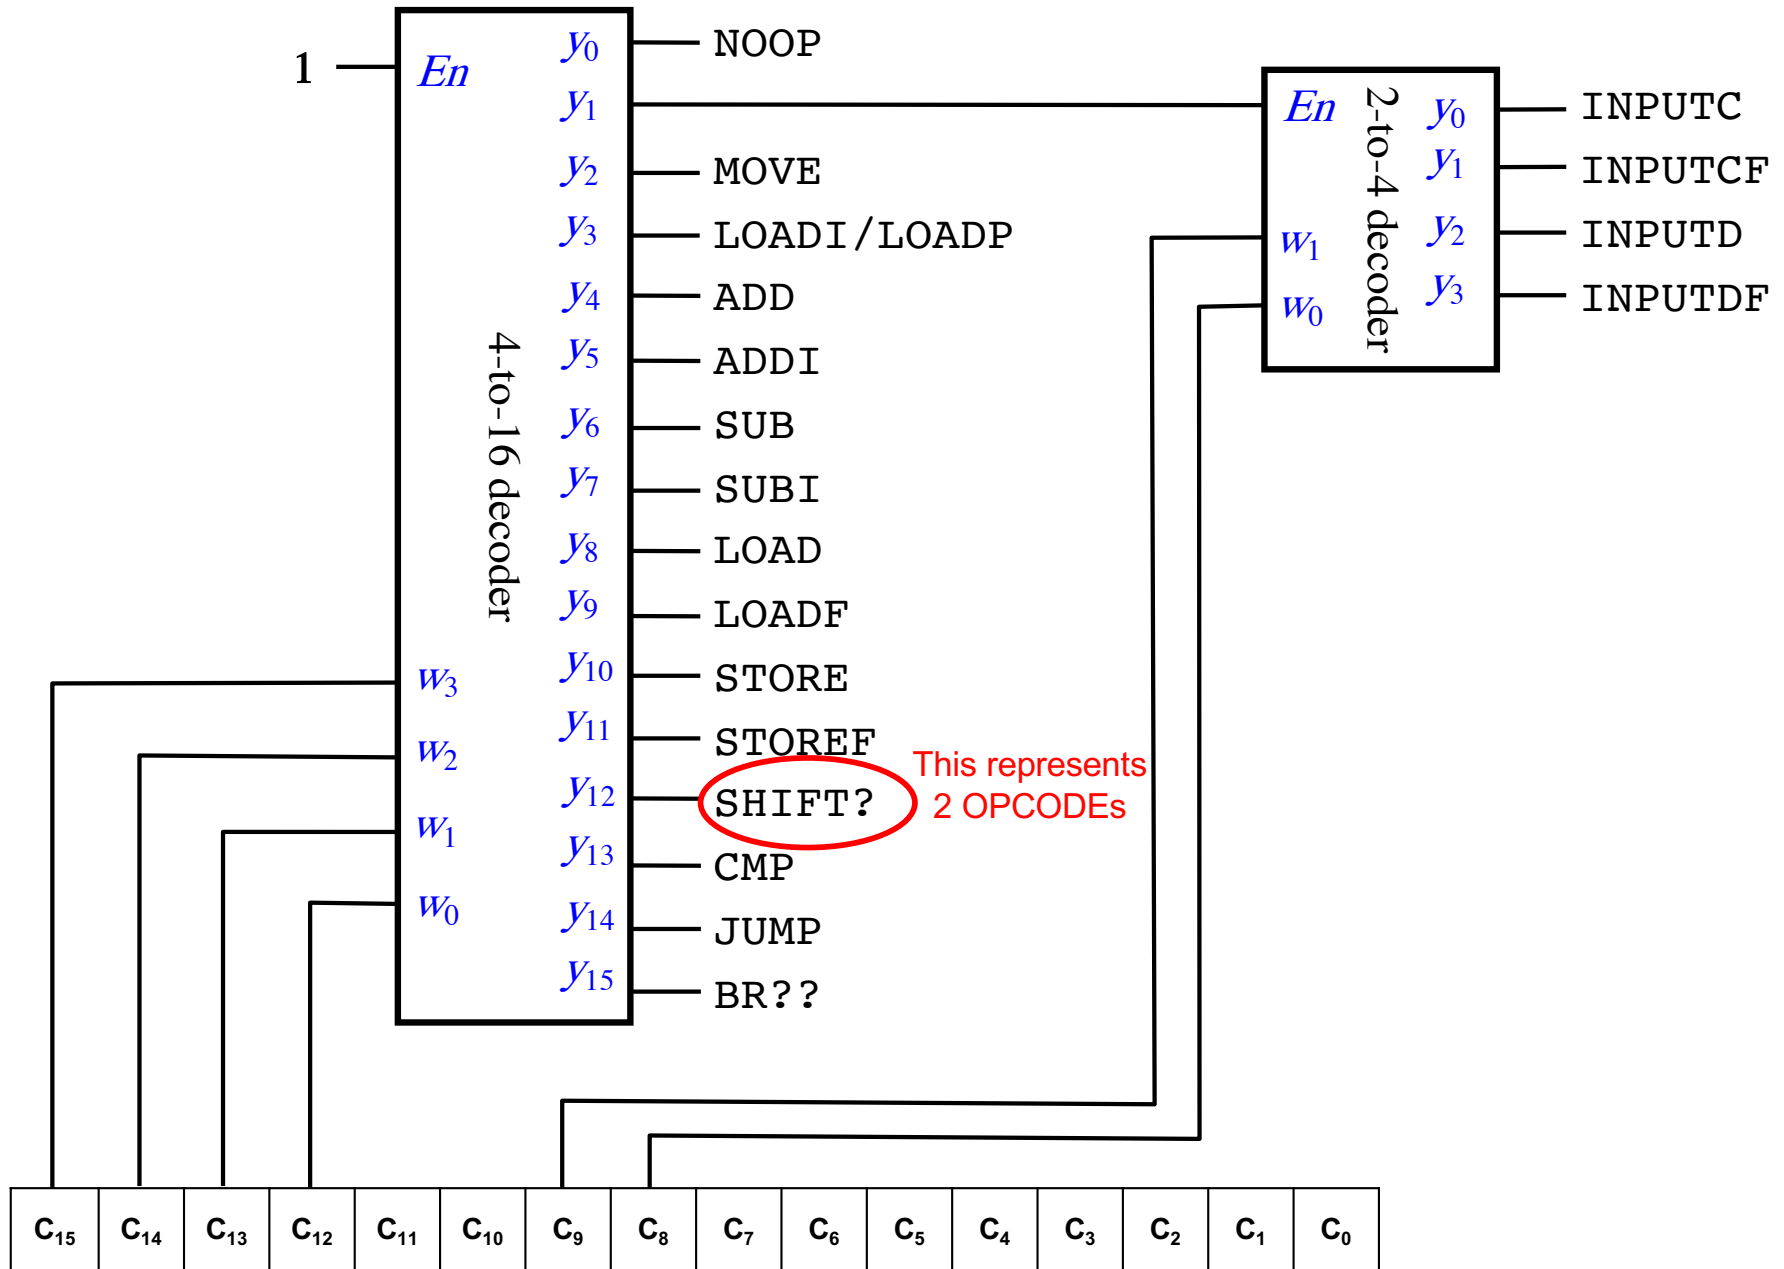 1
En
4-to-16 decoder
w3
w2
w1
w0
y0 NOOP
y1
y2 MOVE
y3 LOADI/LOADP
y4 ADD
y5 ADDI
y6 SUB
y7 SUBI
y8 LOAD
y9 LOADF
y10 STORE
y11 STOREF
y12 SHIFT?
y13 CMP
y14 JUMP
y15 BR??
This represents
2 OPCODEs
En
w1
w0
2-to-4 decoder
y0 INPUTC
y1 INPUTCF
y2 INPUTD
y3 INPUTDF
C15 C14 C13 C12 C11 C10 C9 C8 C7 C6 C5 C4 C3 C2 C1 C0